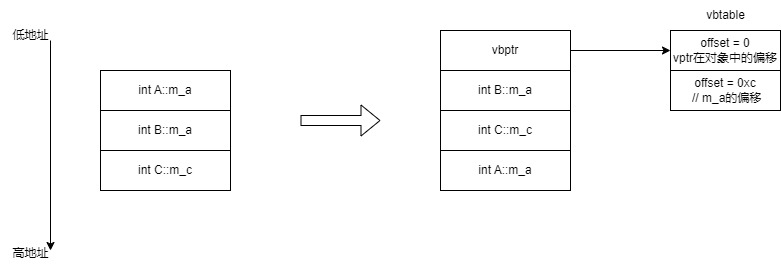 低地址
高地址
int A::m_a
int B::m_a
int C::m_c
vbptr
int B::m_a
int C::m_c
int A::m_a
vbtable
offset = 0
vptr在对象中的偏移
offset = 0xc
// m_a的偏移